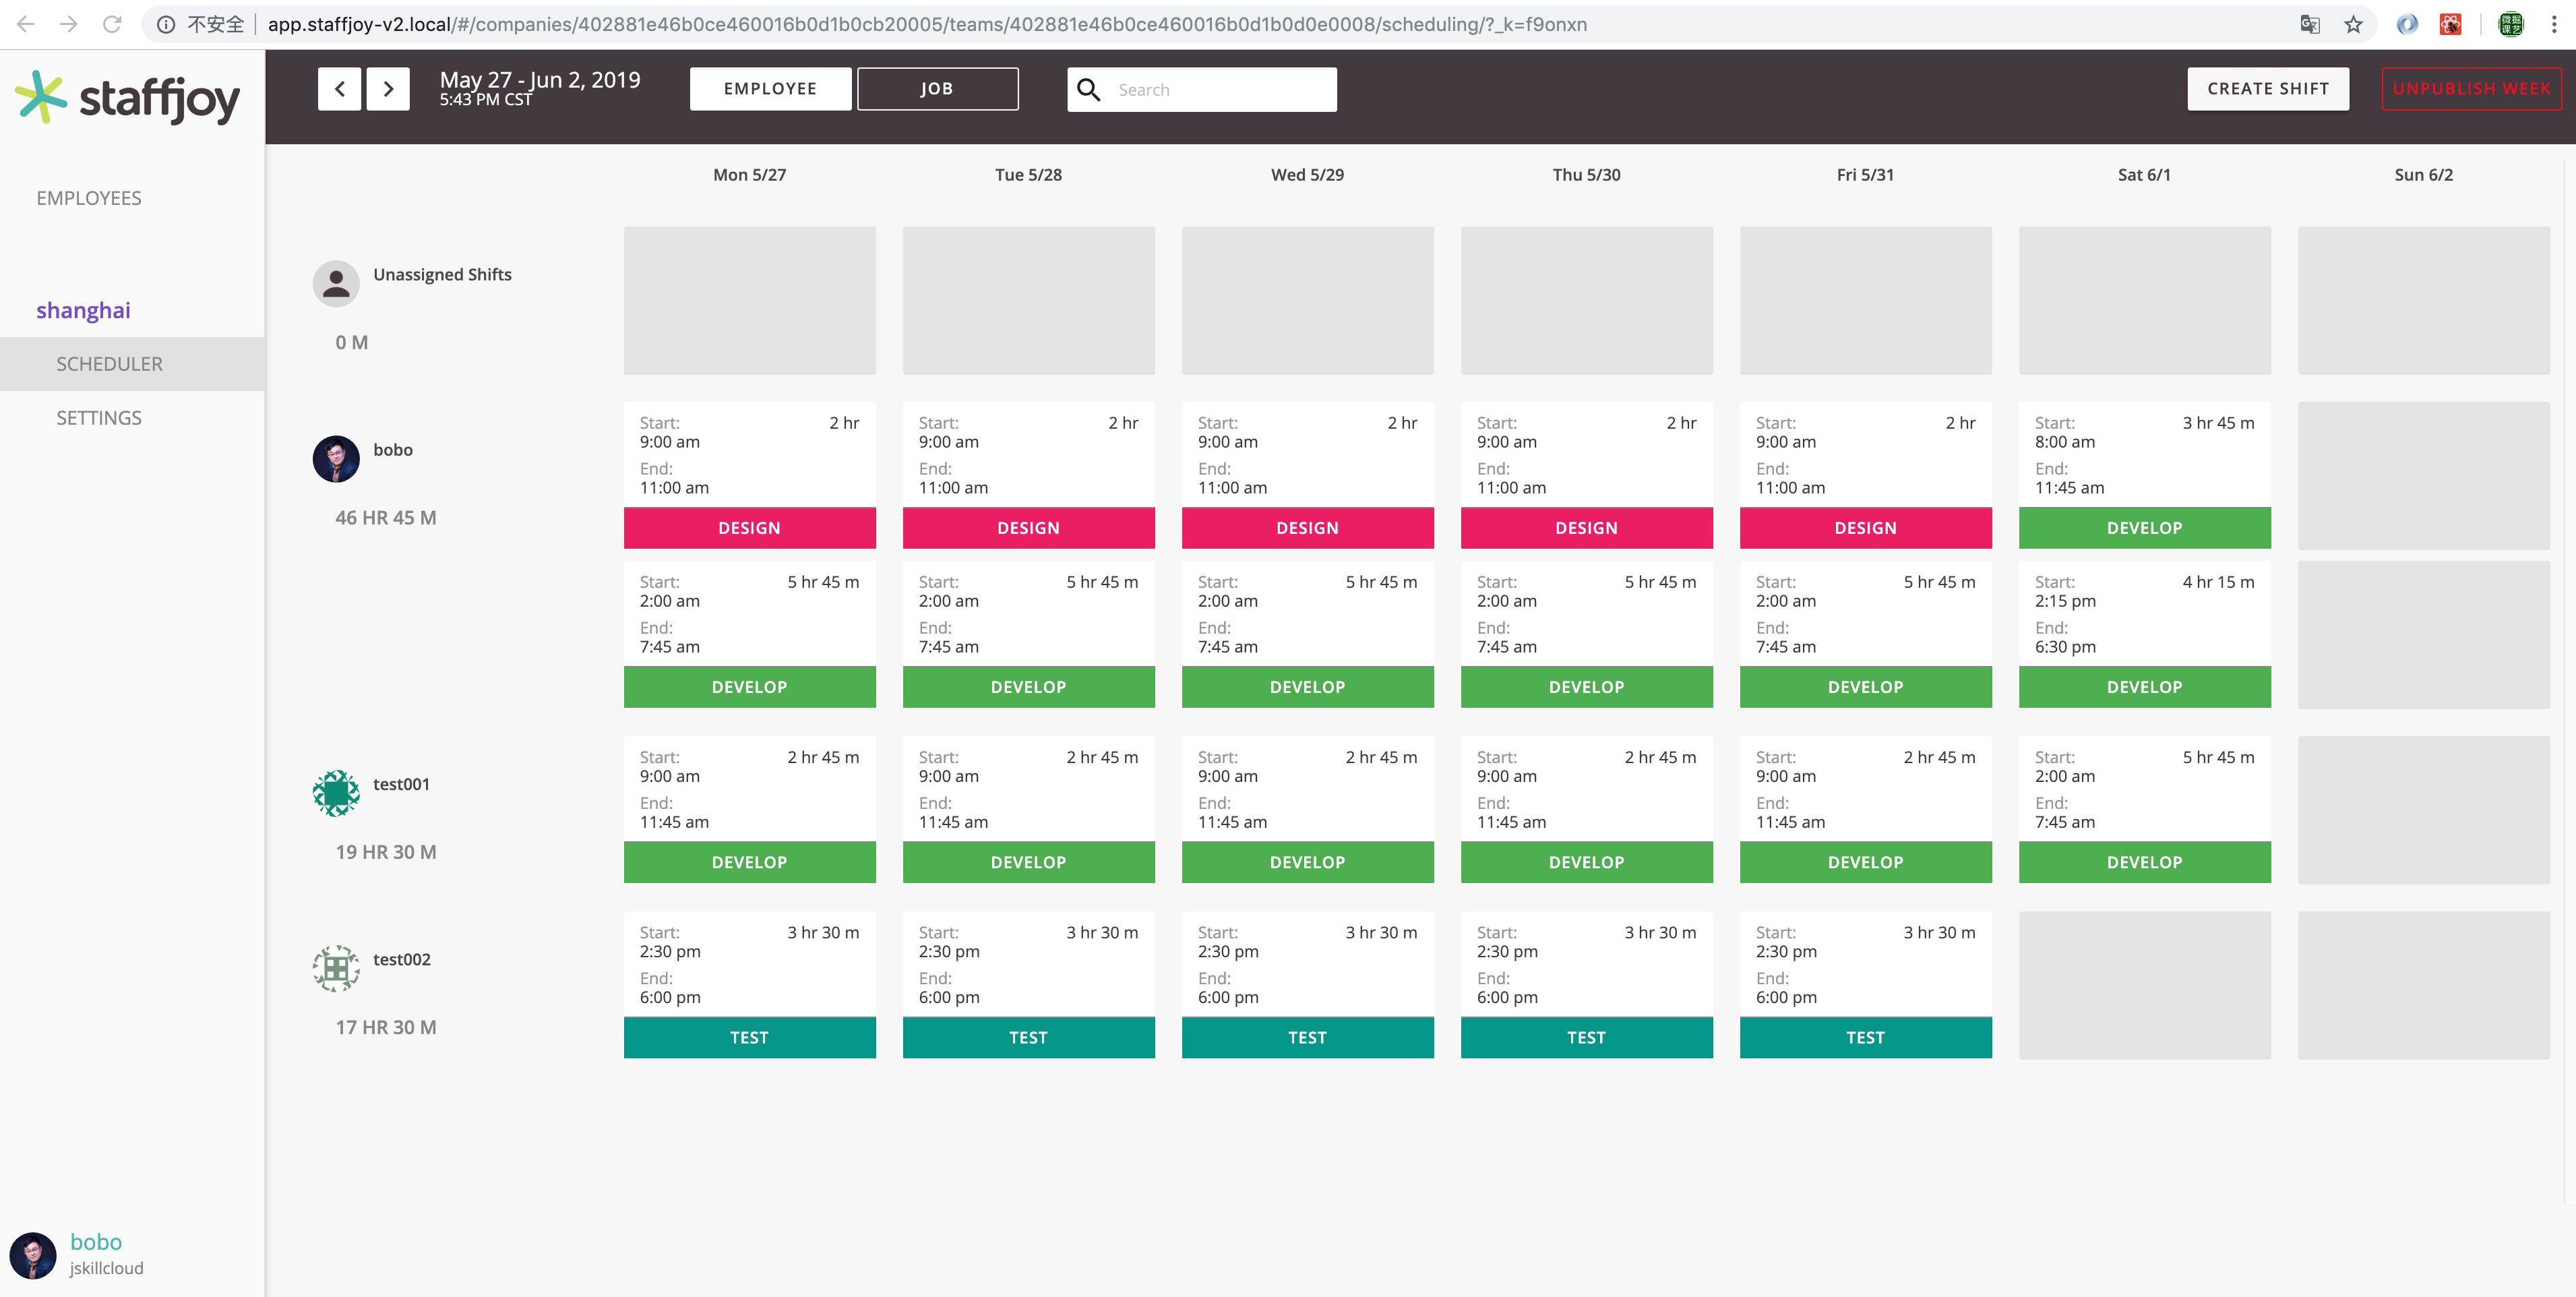 不安全 app.staffjoy-v2.local/#/companies/402881e46b0ce460016b0d1b0cb20005/teams/402881e46b0ce460016b0d1b0d0e0008/scheduling/?_k=f9onxn
staffjoy
May 27 - Jun 2, 2019
5:43 PM CST
EMPLOYEE JOB Search CREATE SHIFT UNPUBLISH WEEK
EMPLOYEES
shanghai
SCHEDULER
SETTINGS
Mon 5/27 Tue 5/28 Wed 5/29 Thu 5/30 Fri 5/31 Sat 6/1 Sun 6/2
Unassigned Shifts
0 M
bobo
46 HR 45 M
Start: 2 hr Start: 2 hr Start: 2 hr Start: 2 hr Start: 2 hr Start: 3 hr 45 m
9:00 am 9:00 am 9:00 am 9:00 am 9:00 am 8:00 am
End: End: End: End: End: End:
11:00 am 11:00 am 11:00 am 11:00 am 11:00 am 11:45 am
DESIGN DESIGN DESIGN DESIGN DESIGN DEVELOP
Start: 5 hr 45 m Start: 5 hr 45 m Start: 5 hr 45 m Start: 5 hr 45 m Start: 5 hr 45 m Start: 4 hr 15 m
2:00 am 2:00 am 2:00 am 2:00 am 2:00 am 2:15 pm
End: End: End: End: End: End:
7:45 am 7:45 am 7:45 am 7:45 am 7:45 am 6:30 pm
DEVELOP DEVELOP DEVELOP DEVELOP DEVELOP DEVELOP
test001
19 HR 30 M
Start: 2 hr 45 m Start: 2 hr 45 m Start: 2 hr 45 m Start: 2 hr 45 m Start: 2 hr 45 m Start: 5 hr 45 m
9:00 am 9:00 am 9:00 am 9:00 am 9:00 am 2:00 am
End: End: End: End: End: End:
11:45 am 11:45 am 11:45 am 11:45 am 11:45 am 7:45 am
DEVELOP DEVELOP DEVELOP DEVELOP DEVELOP DEVELOP
test002
17 HR 30 M
Start: 3 hr 30 m Start: 3 hr 30 m Start: 3 hr 30 m Start: 3 hr 30 m Start: 3 hr 30 m
2:30 pm 2:30 pm 2:30 pm 2:30 pm 2:30 pm
End: End: End: End: End:
6:00 pm 6:00 pm 6:00 pm 6:00 pm 6:00 pm
TEST TEST TEST TEST TEST
bobo
jskillcloud